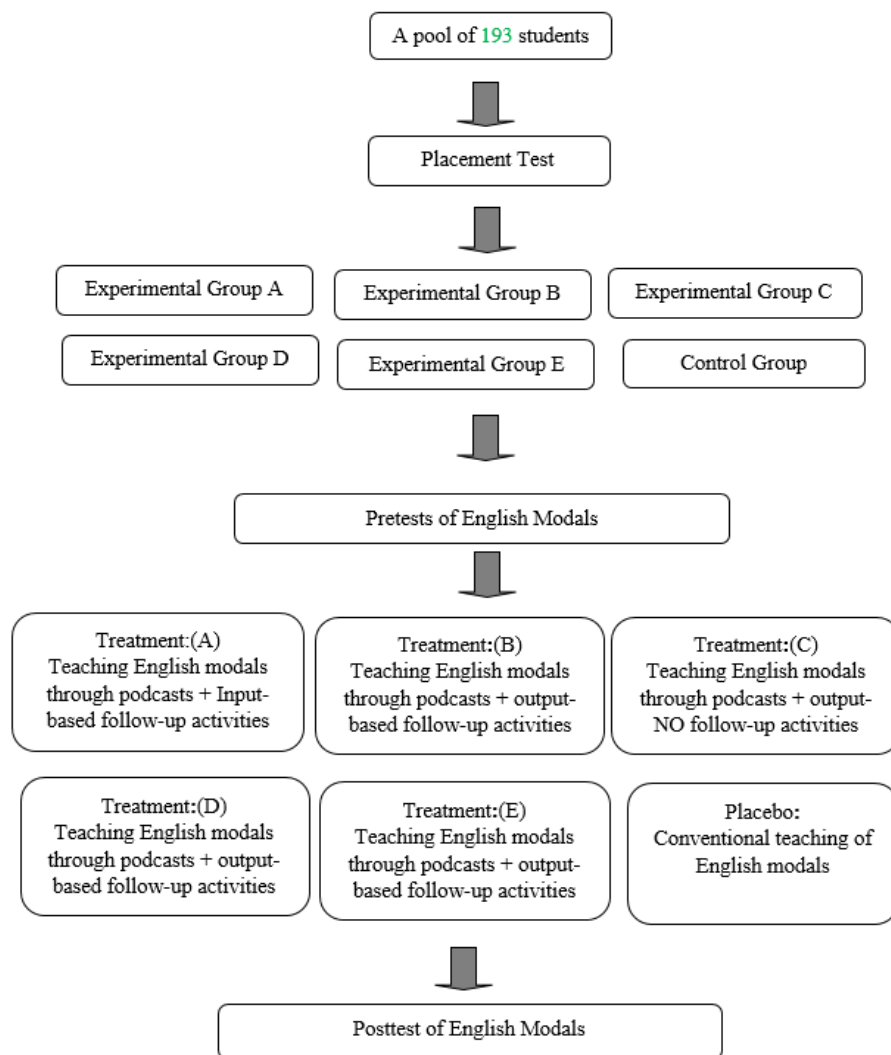 A pool of 193 students
Placement Test
Experimental Group A
Experimental Group B
Experimental Group C
Experimental Group D
Experimental Group E
Control Group
Pretests of English Modals
Treatment:(A)
Teaching English modals
through podcasts + Input-
based follow-up activities
Treatment:(B)
Teaching English modals
through podcasts + output-
based follow-up activities
Treatment:(C)
Teaching English modals
through podcasts + output-
NO follow-up activities
Treatment:(D)
Teaching English modals
through podcasts + output-
based follow-up activities
Treatment:(E)
Teaching English modals
through podcasts + output-
based follow-up activities
Placebo:
Conventional teaching of
English modals
Posttest of English Modals